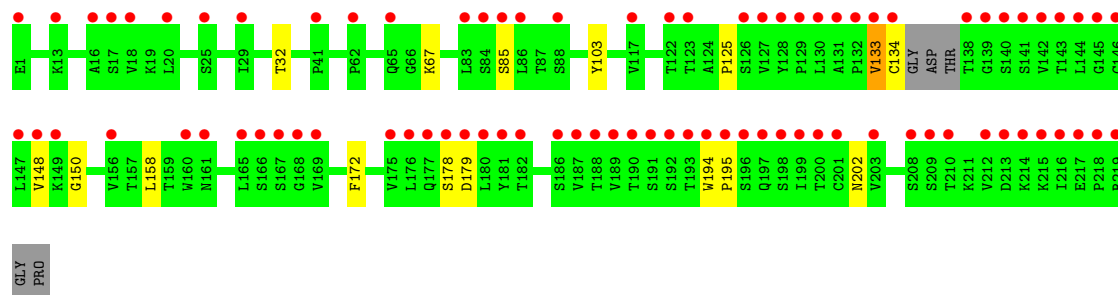 E1 K13 A16 S17 V18 K19 L20 S25 I29 T32 P41 P62 Q65 G66 K67 L83 S84 S85 L86 T87 S88 Y103 V117 T122 T123 A124 P125 S126 V127 Y128 P129 L130 A131 P132 V133 C134 GLY ASP THR T138 G139 S140 S141 V142 T143 L144 G145
L147 V148 K149 G150 V156 T157 L158 T159 W160 N161 L165 S166 S167 G168 V169 F172 V175 L176 Q177 S178 D179 L180 Y181 T182 S186 V187 T188 V189 T190 S191 S192 T193 W194 P195 S196 Q197 S198 I199 T200 C201 N202 V203 S208 S209 T210 K211 V212 D213 K214 K215 I216 E217 P218
GLY PRO